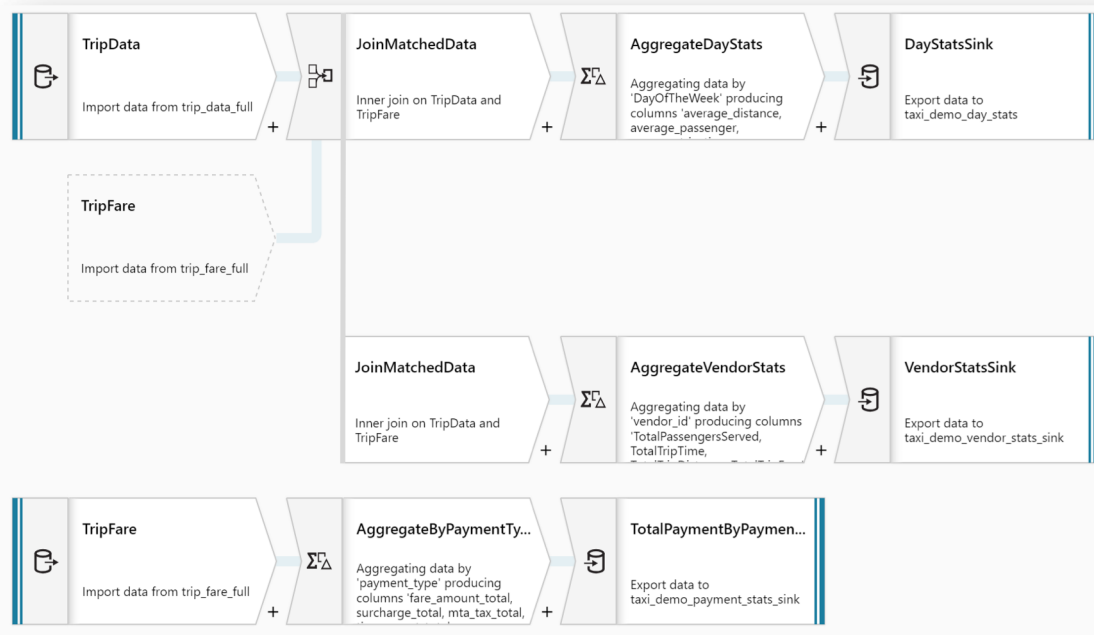 TripData
Import data from trip_data_full
+
JoinMatchedData
Inner join on TripData and
TripFare
+
AggregateDayStats
Aggregating data by
'DayOfTheWeek' producing
columns 'average_distance,
average_passenger,
+
DayStatsSink
Export data to
taxi_demo_day_stats
TripFare
Import data from trip_fare_full
JoinMatchedData
Inner join on TripData and
TripFare
+
AggregateVendorStats
Aggregating data by
'vendor_id' producing columns
'TotalPassengersServed,
TotalTripTime,
+
VendorStatsSink
Export data to
taxi_demo_vendor_stats_sink
TripFare
Import data from trip_fare_full
+
AggregateByPaymentTy...
Aggregating data by
'payment_type' producing
columns 'fare_amount_total,
surcharge_total, mta_tax_total,
+
TotalPaymentByPaymen...
Export data to
taxi_demo_payment_stats_sink